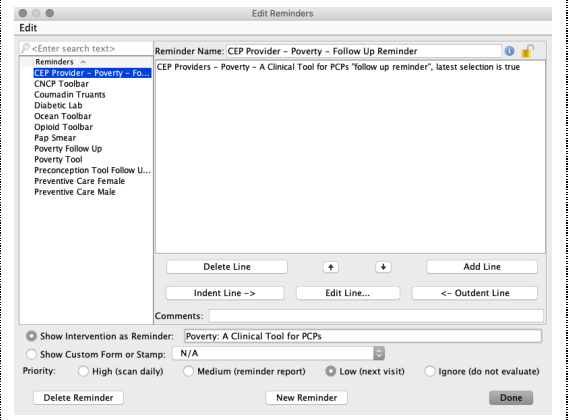 Edit Reminders
Edit
<Enter search text>
Reminder Name: CEP Provider – Poverty – Follow Up Reminder
Reminders
CEP Provider – Poverty – Fo...
CNCP Toolbar
Coumadin Truants
Diabetic Lab
Ocean Toolbar
Opioid Toolbar
Pap Smear
Poverty Follow Up
Poverty Tool
Preconception Tool Follow U...
Preventive Care Female
Preventive Care Male
CEP Providers – Poverty – A Clinical Tool for PCPs "follow up reminder", latest selection is true
Delete Line
Add Line
Indent Line –>
Edit Line...
<– Outdent Line
Comments:
Show Intervention as Reminder: Poverty: A Clinical Tool for PCPs
Show Custom Form or Stamp: N/A
Priority: High (scan daily) Medium (reminder report) Low (next visit) Ignore (do not evaluate)
Delete Reminder
New Reminder
Done